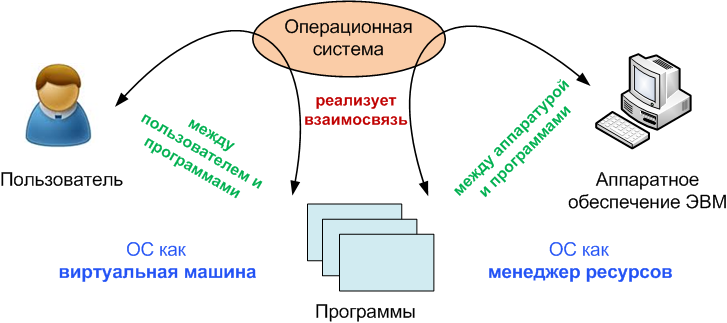 Операционная
система
реализует
взаимосвязь
между
пользователем и
программами
между аппаратурой
и программами
Пользователь
Аппаратное
обеспечение ЭВМ
ОС как
виртуальная машина
ОС как
менеджер ресурсов
Программы